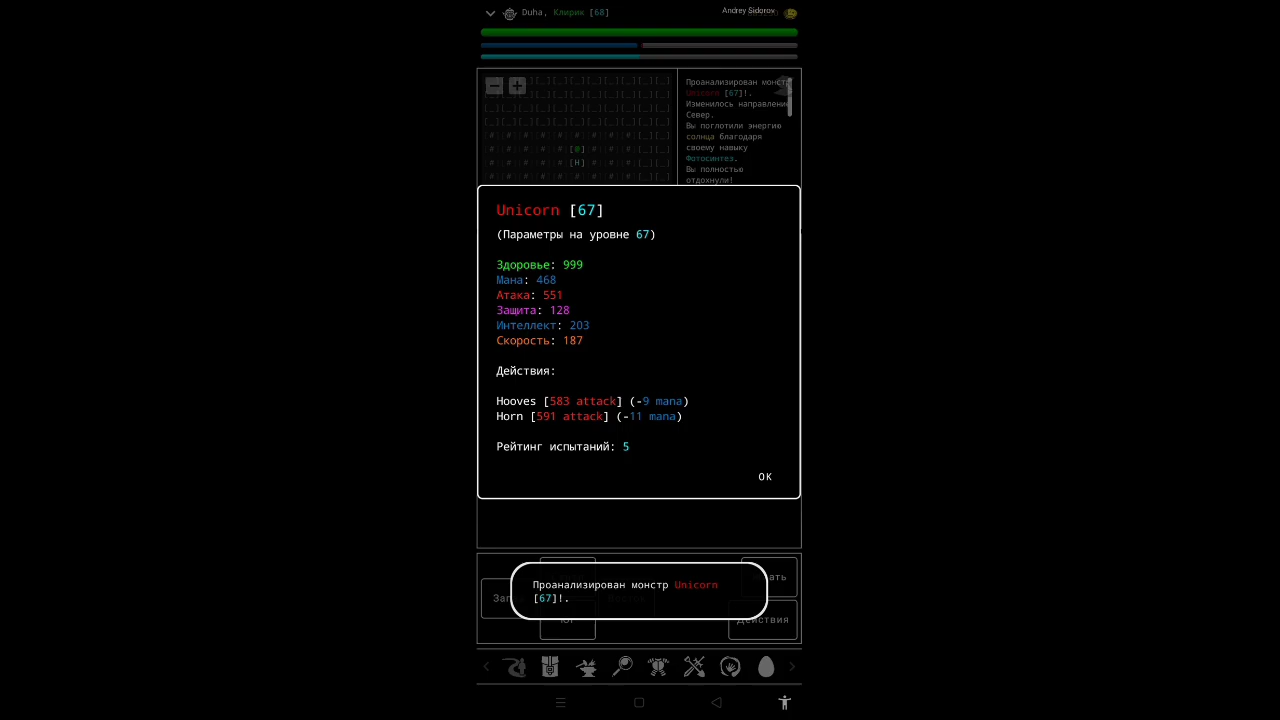 Duha, Клирик [68]
Andrey Sidorov
Проанализирован монстр
Unicorn [67]!.
Изменилось направление
Север.
Вы поглотили энергию
солнца благодаря
своему навыку
Фотосинтез.
Вы полностью
отдохнули!
[@]
[H]
Unicorn [67]
(Параметры на уровне 67)
Здоровье: 999
Мана: 468
Атака: 551
Защита: 128
Интеллект: 203
Скорость: 187
Действия:
Hooves [583 attack] (-9 mana)
Horn [591 attack] (-11 mana)
Рейтинг испытаний: 5
OK
Проанализирован монстр Unicorn
[67]!.
Юг
Действия